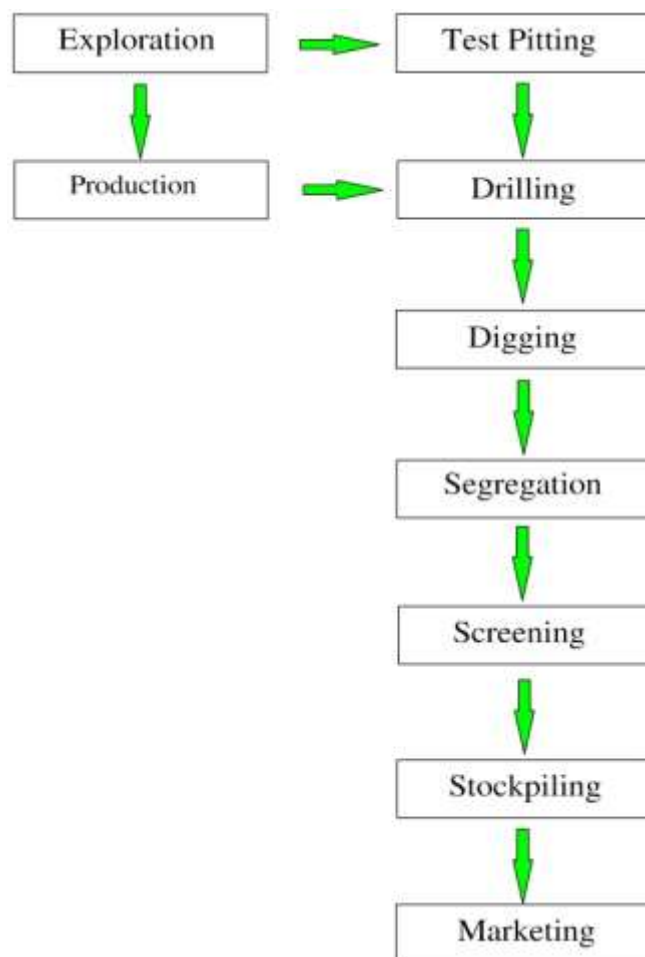 Exploration
Test Pitting
Production
Drilling
Digging
Segregation
Screening
Stockpiling
Marketing